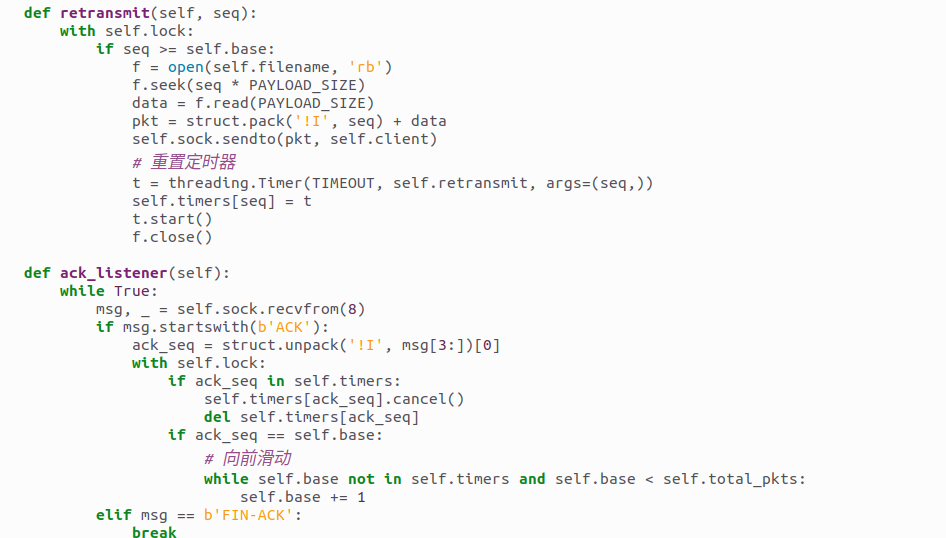 def retransmit(self, seq):
    with self.lock:
        if seq >= self.base:
            f = open(self.filename, 'rb')
            f.seek(seq * PAYLOAD_SIZE)
            data = f.read(PAYLOAD_SIZE)
            pkt = struct.pack('!I', seq) + data
            self.sock.sendto(pkt, self.client)
            # 重置定时器
            t = threading.Timer(TIMEOUT, self.retransmit, args=(seq,))
            self.timers[seq] = t
            t.start()
            f.close()

def ack_listener(self):
    while True:
        msg, _ = self.sock.recvfrom(8)
        if msg.startswith(b'ACK'):
            ack_seq = struct.unpack('!I', msg[3:])[0]
            with self.lock:
                if ack_seq in self.timers:
                    self.timers[ack_seq].cancel()
                    del self.timers[ack_seq]
                if ack_seq == self.base:
                    # 向前滑动
                    while self.base not in self.timers and self.base < self.total_pkts:
                        self.base += 1
        elif msg == b'FIN-ACK':
            break